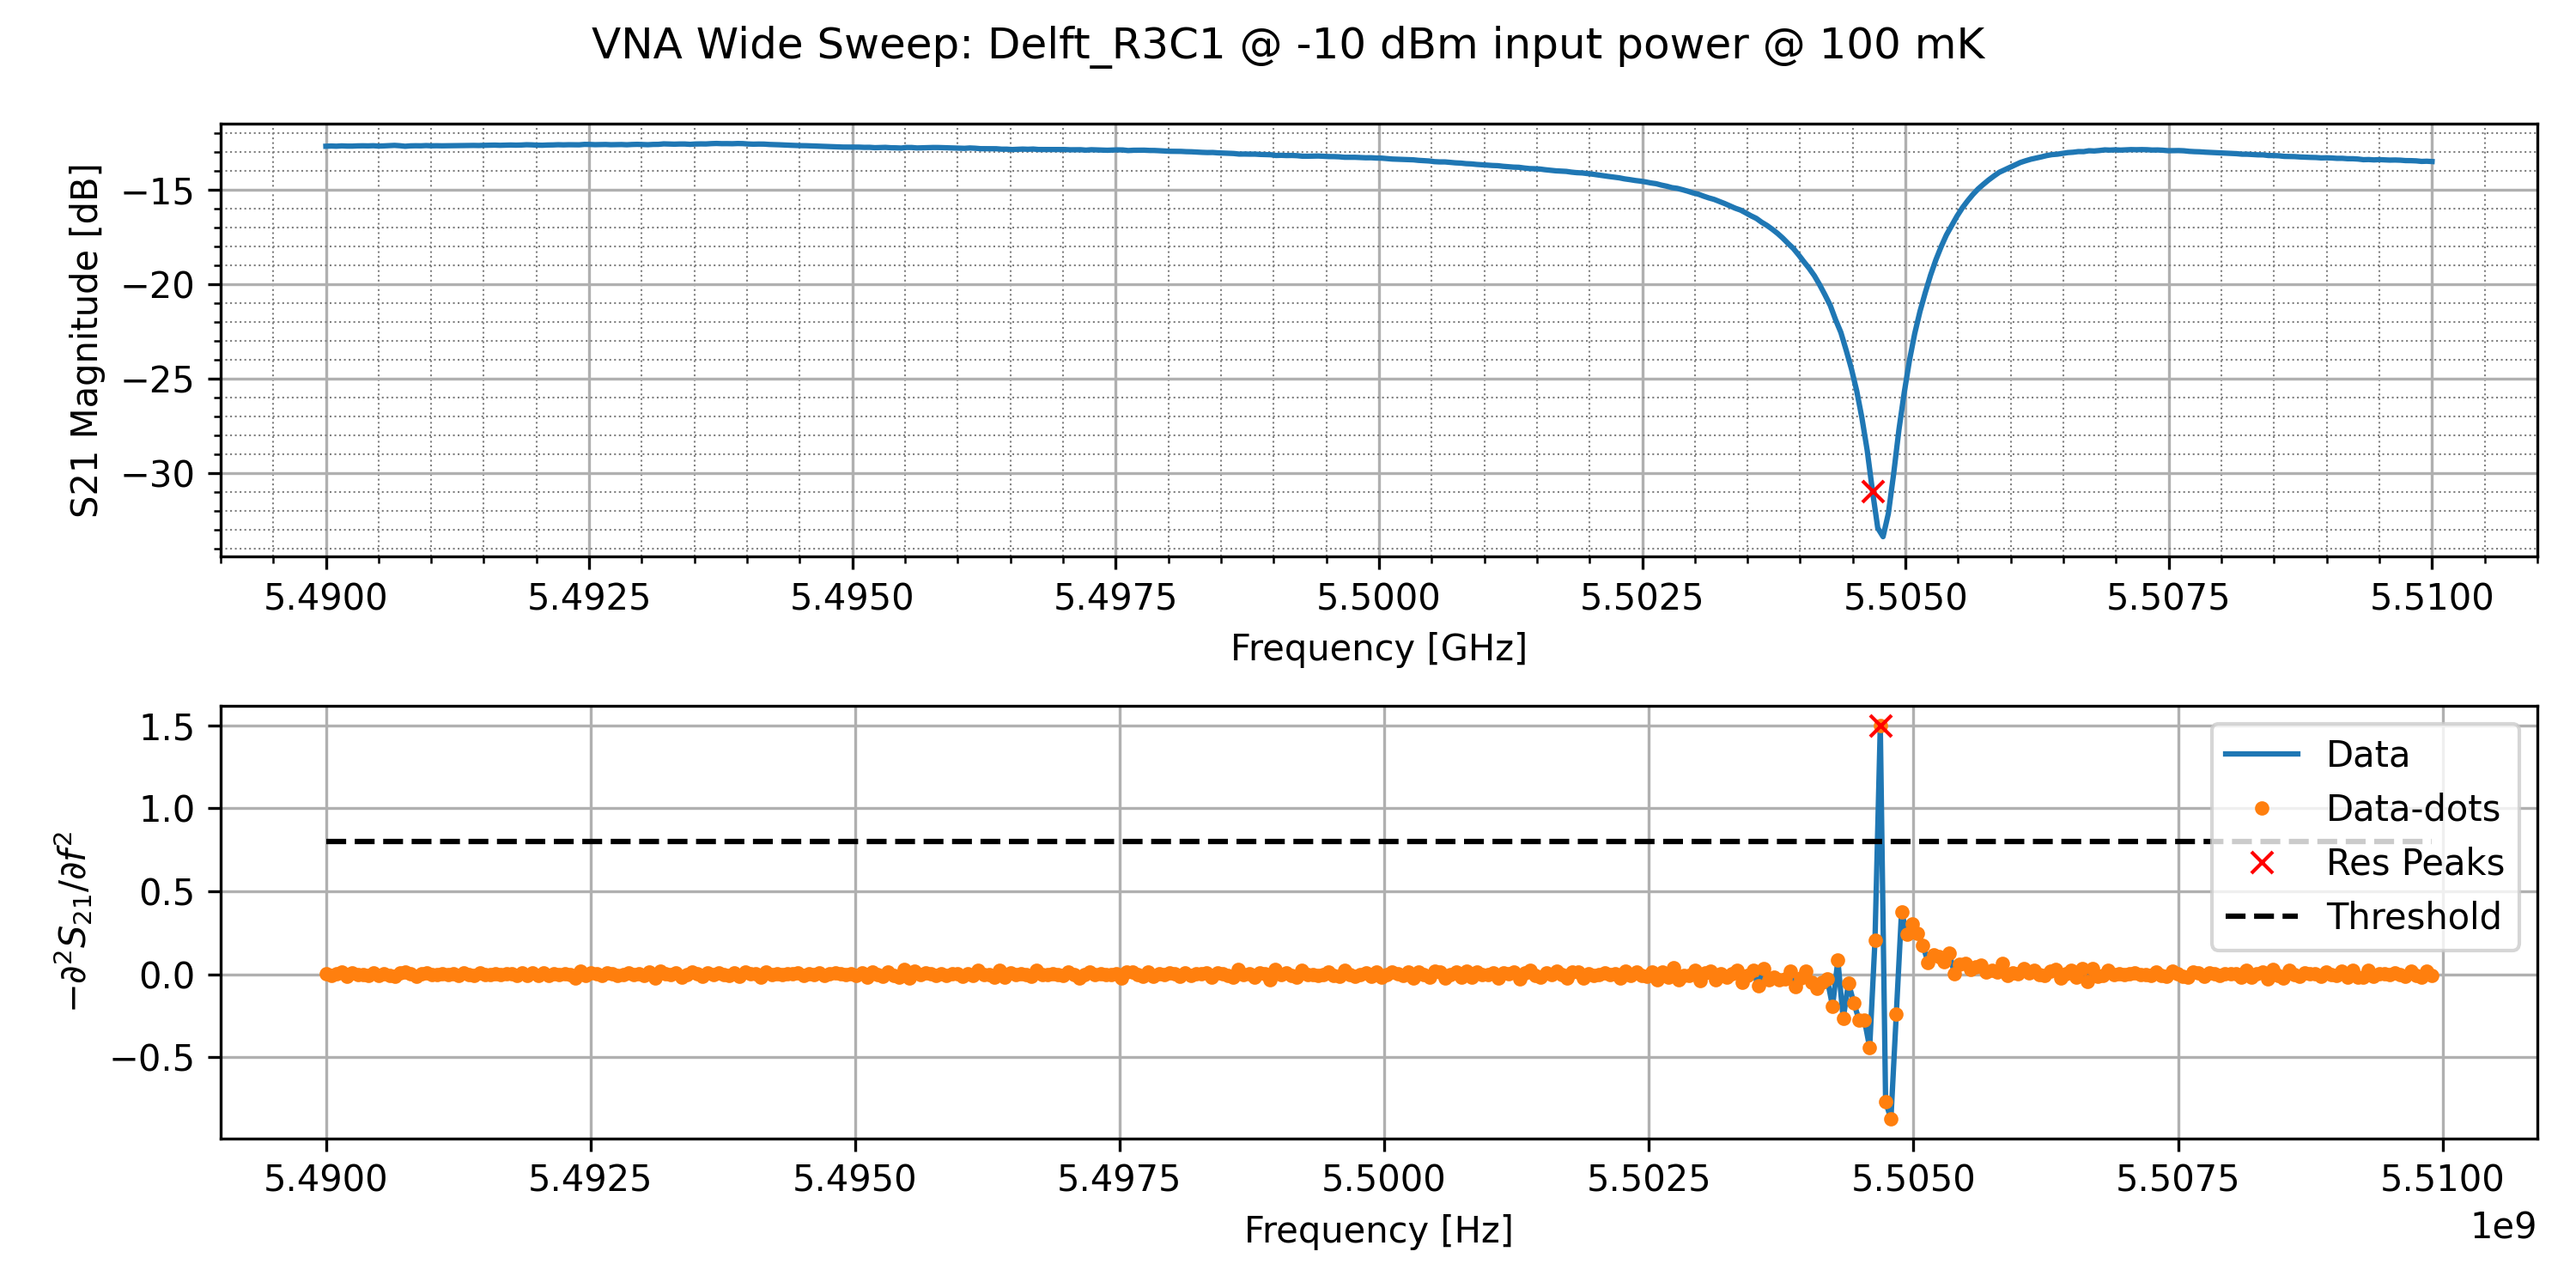 VNA Wide Sweep: Delft_R3C1 @ -10 dBm input power @ 100 mK
S21 Magnitude [dB]
−15
−20
−25
−30
5.4900 5.4925 5.4950 5.4975 5.5000 5.5025 5.5050 5.5075 5.5100
Frequency [GHz]
−∂²S₂₁/∂f²
1.5
1.0
0.5
0.0
−0.5
Data
Data-dots
Res Peaks
Threshold
5.4900 5.4925 5.4950 5.4975 5.5000 5.5025 5.5050 5.5075 5.5100
Frequency [Hz]
1e9